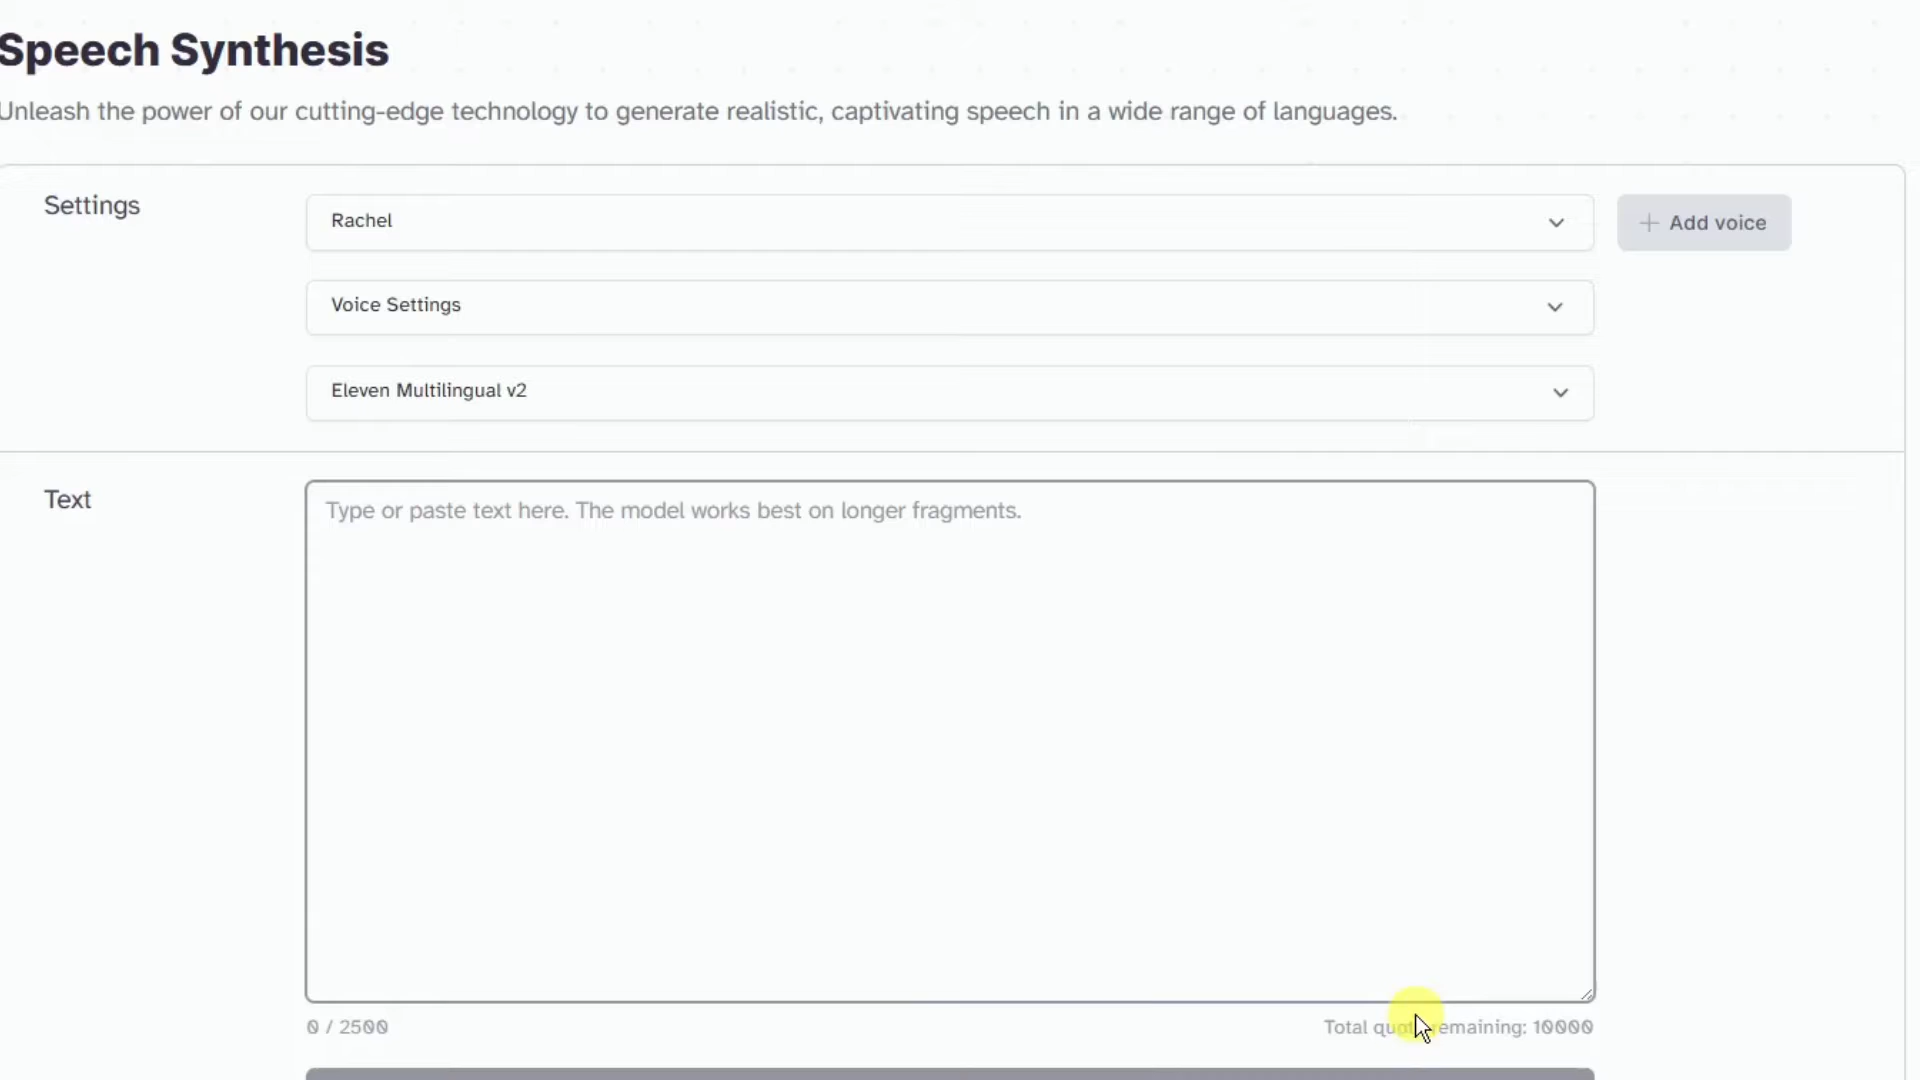 Speech Synthesis
Unleash the power of our cutting-edge technology to generate realistic, captivating speech in a wide range of languages.
Settings
Rachel
+ Add voice
Voice Settings
Eleven Multilingual v2
Text
Type or paste text here. The model works best on longer fragments.
0 / 2500
Total quota remaining: 10000